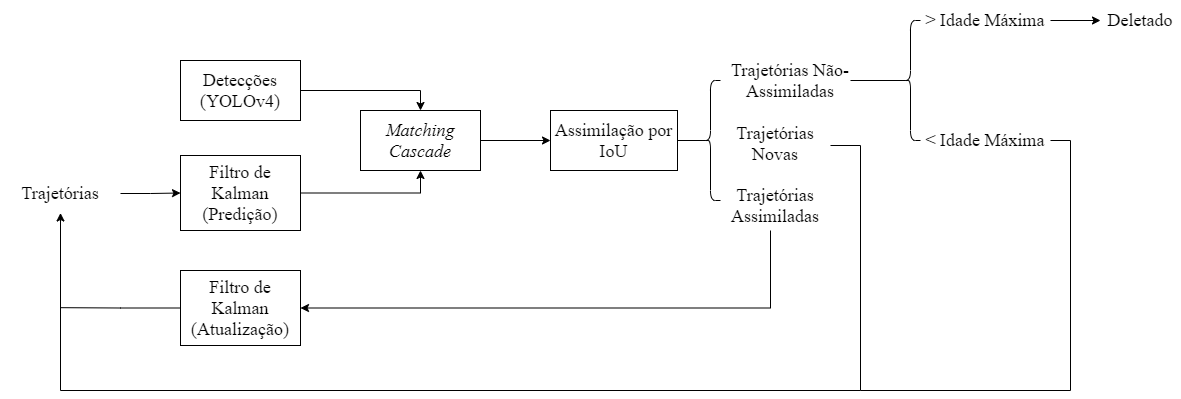 > Idade Máxima
Deletado
Detecções
(YOLOv4)
Trajetórias Não-
Assimiladas
Matching
Cascade
Assimilação por
IoU
Trajetórias
Novas
< Idade Máxima
Trajetórias
Filtro de
Kalman
(Predição)
Trajetórias
Assimiladas
Filtro de
Kalman
(Atualização)